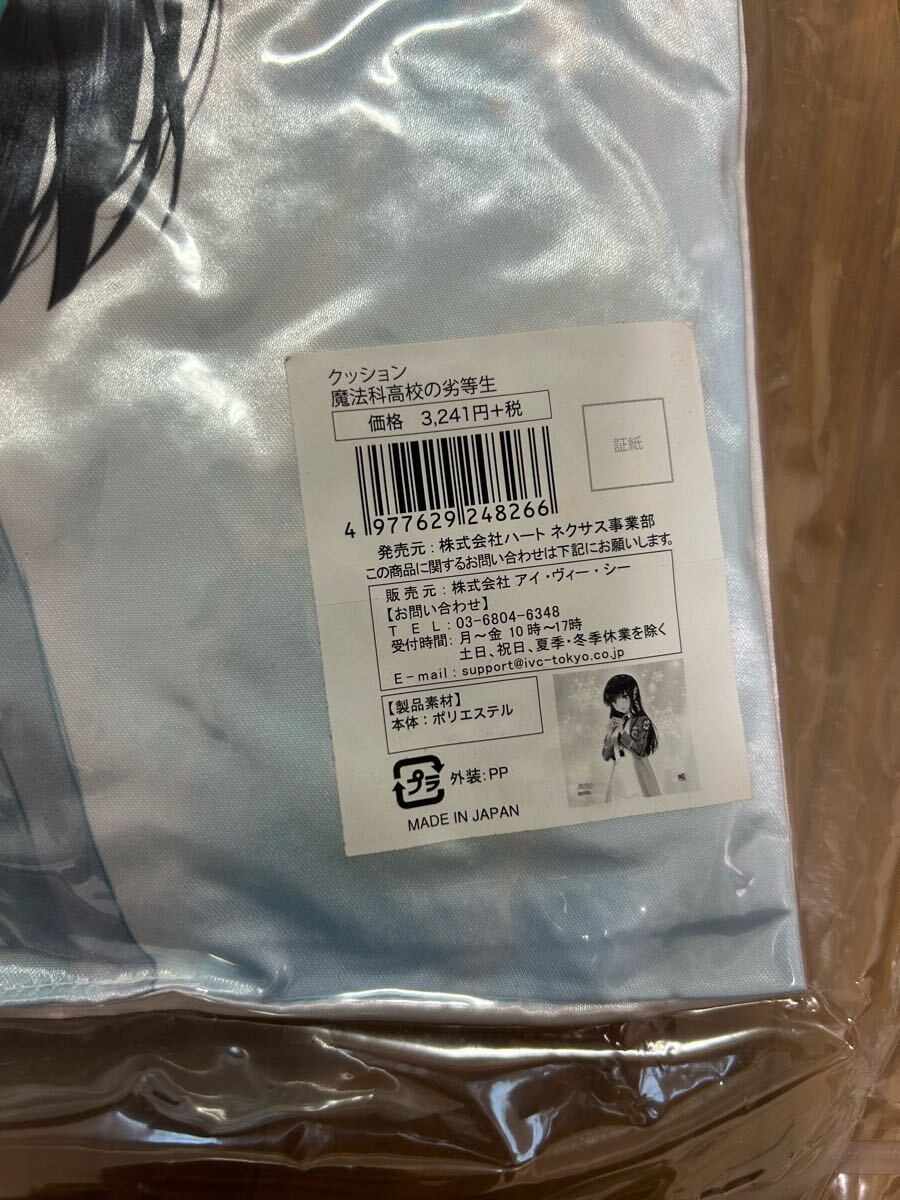 クッション
魔法科高校の劣等生
価格 3,241円+税
証紙
4 977629 248266
発売元：株式会社ハート ネクサス事業部
この商品に関するお問い合わせは下記にお願いします。
販売元：株式会社 アイ・ヴィー・シー
【お問い合わせ】
TEL：03-6804-6348
受付時間：月～金 10時～17時
土日、祝日、夏季・冬季休業を除く
E-mail：support@ivc-tokyo.co.jp
【製品素材】
本体：ポリエステル
プラ 外装：PP
MADE IN JAPAN